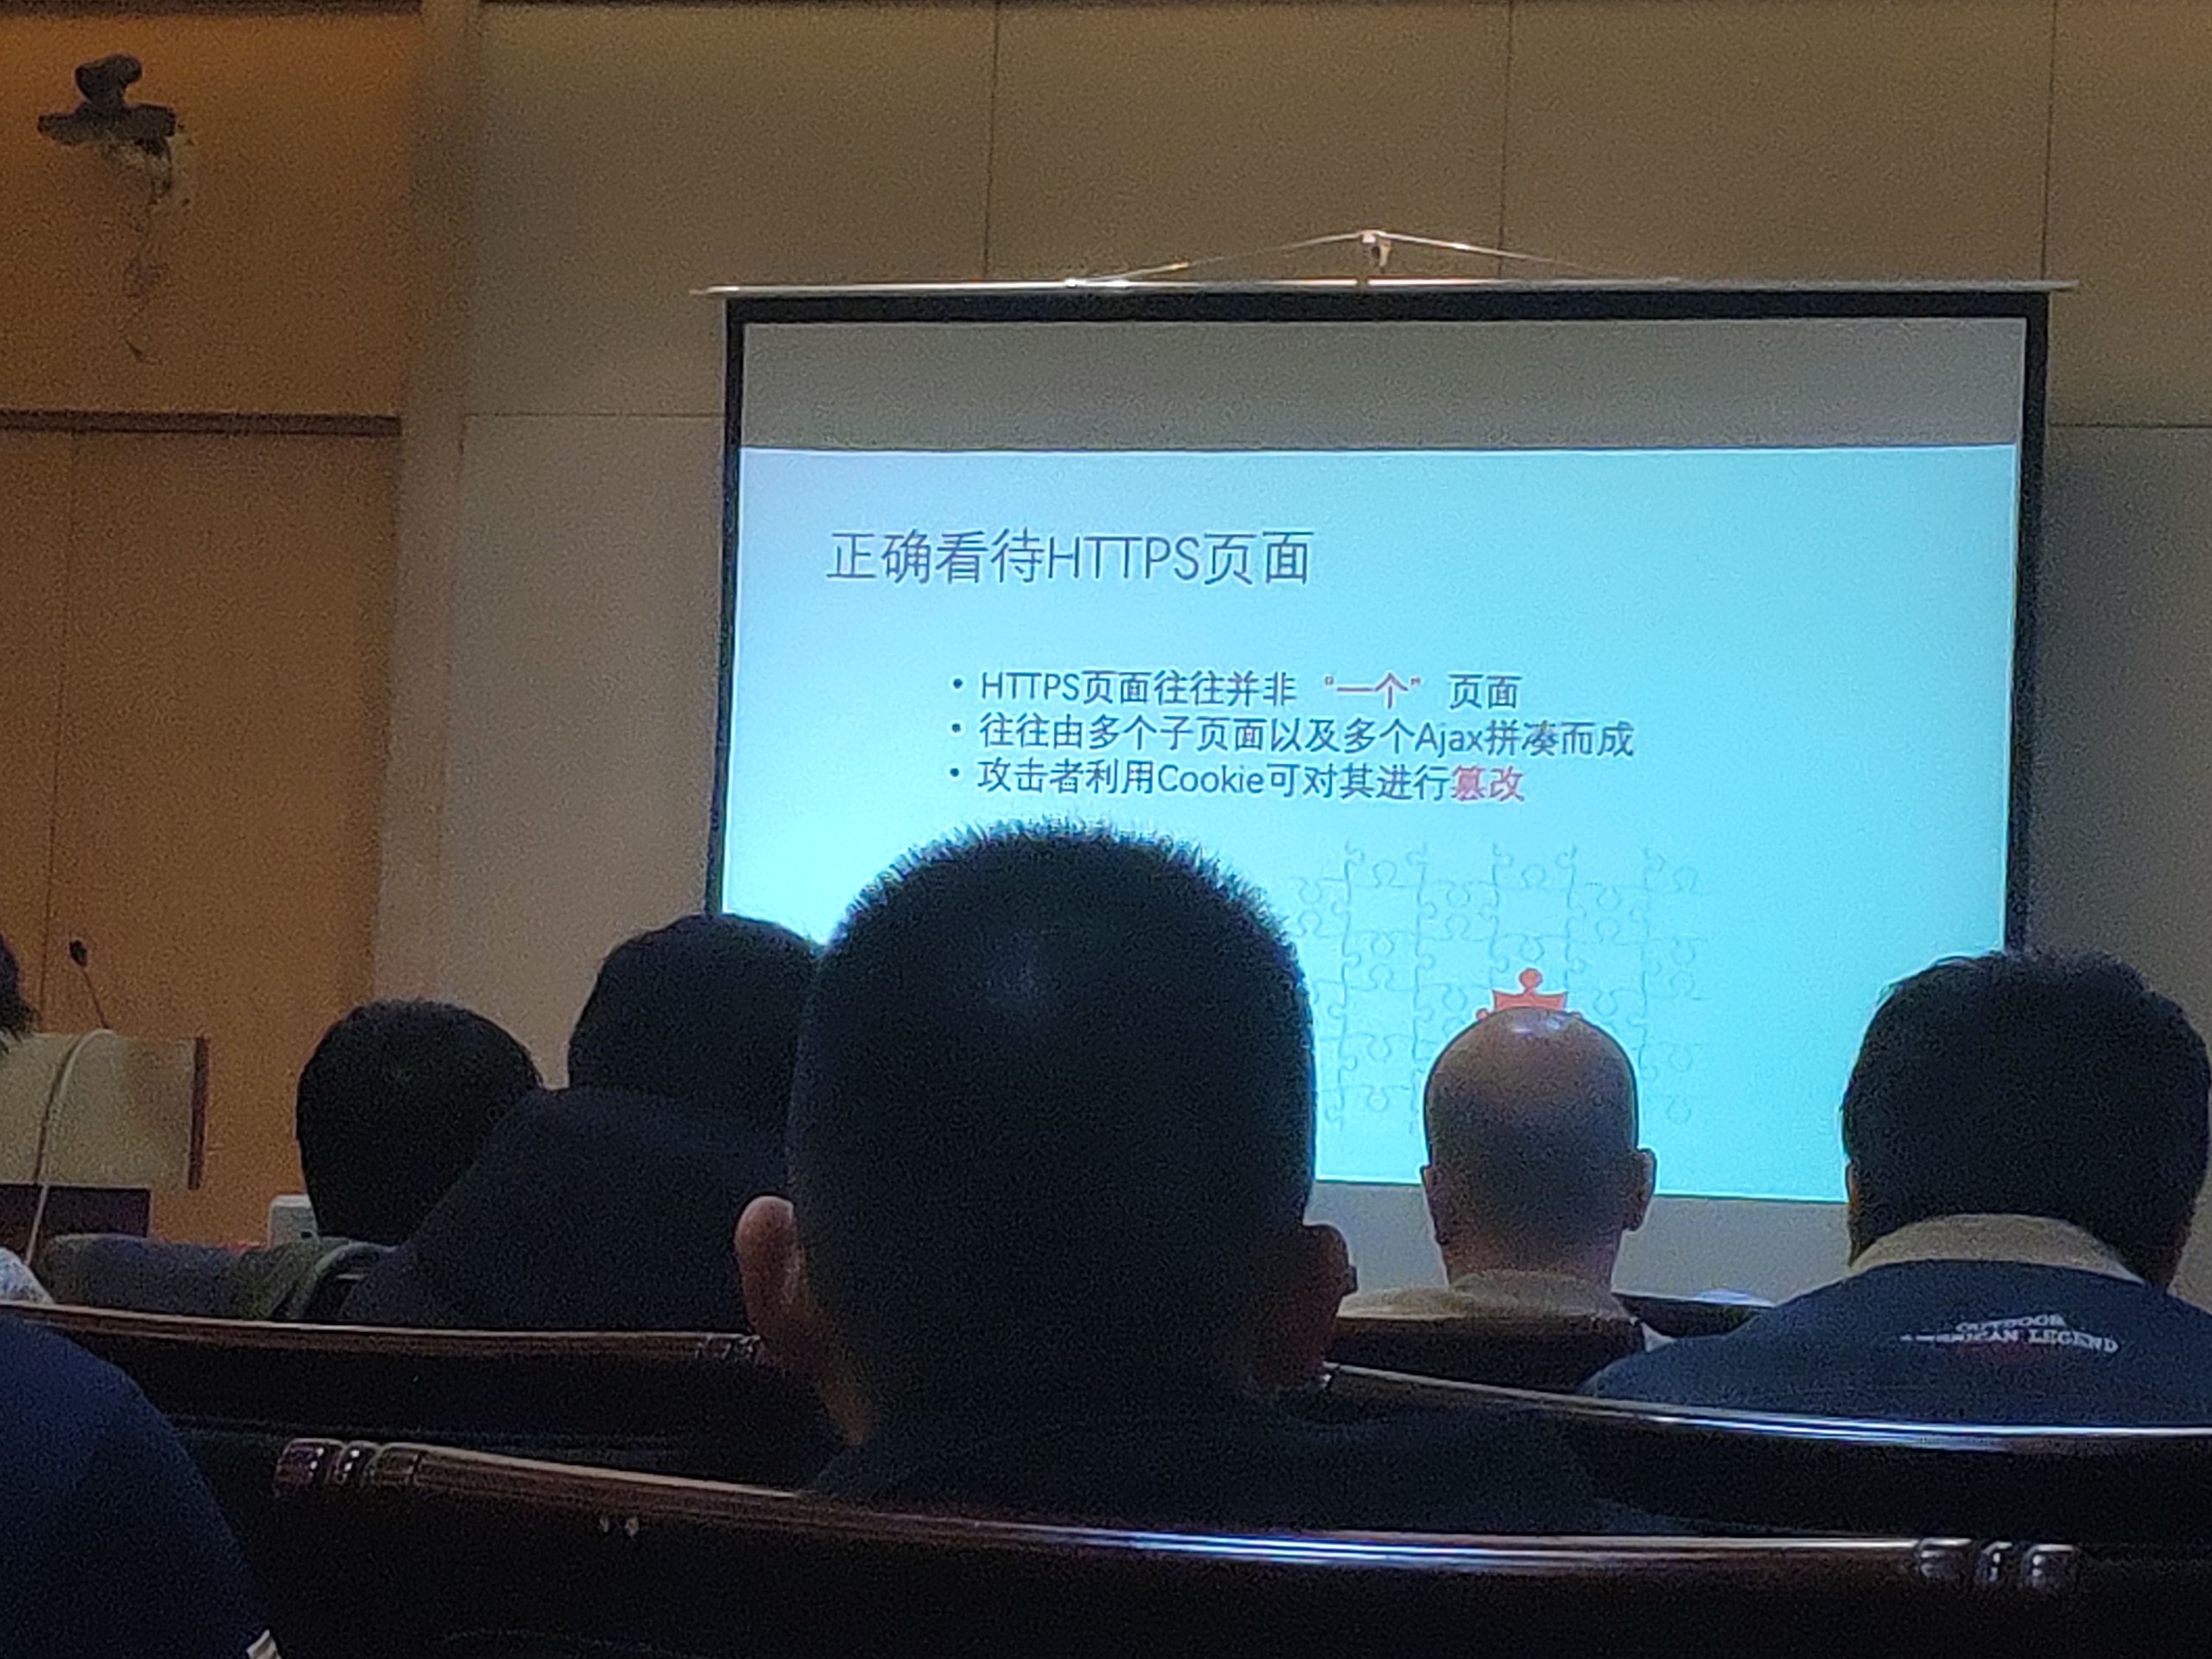 正确看待HTTPS页面
• HTTPS页面往往并非 “一个” 页面
• 往往由多个子页面以及多个Ajax拼凑而成
• 攻击者利用Cookie可对其进行篡改
OUTDOOR
AMERICAN LEGEND